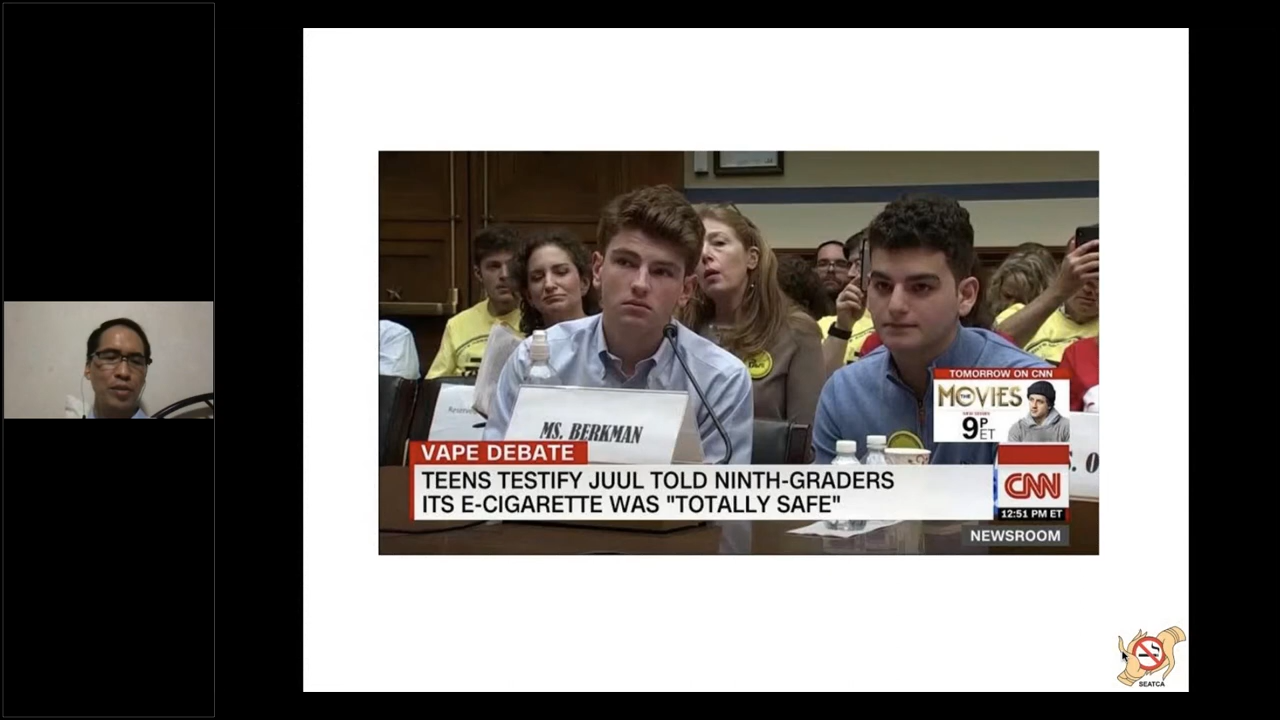 MS. BERKMAN
TOMORROW ON CNN
THE
MOVIES
9P
ET
VAPE DEBATE
TEENS TESTIFY JUUL TOLD NINTH-GRADERS
ITS E-CIGARETTE WAS "TOTALLY SAFE"
CNN
12:51 PM ET
NEWSROOM
SEATCA